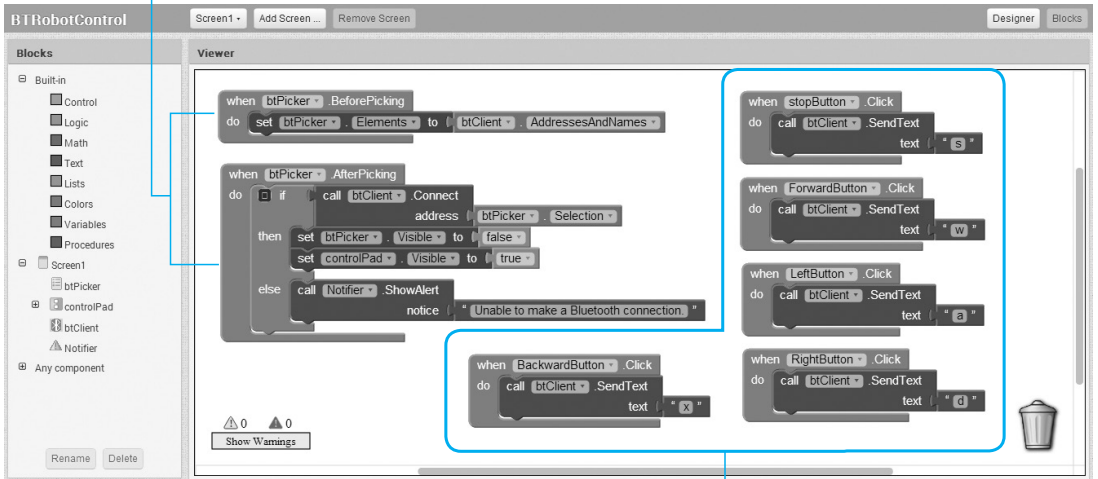 BTRobotControl
Screen1
Add Screen ...
Remove Screen
Designer
Blocks
Blocks
Viewer
Built-in
Control
Logic
Math
Text
Lists
Colors
Variables
Procedures
Screen1
btPicker
controlPad
btClient
Notifier
Any component
Rename
Delete
when btPicker .BeforePicking
do set btPicker . Elements to btClient . AddressesAndNames
when btPicker .AfterPicking
do if call btClient .Connect
address btPicker . Selection
then set btPicker . Visible to false
set controlPad . Visible to true
else call Notifier .ShowAlert
notice " Unable to make a Bluetooth connection. "
when BackwardButton .Click
do call btClient .SendText
text " x "
when stopButton .Click
do call btClient .SendText
text " s "
when ForwardButton .Click
do call btClient .SendText
text " w "
when LeftButton .Click
do call btClient .SendText
text " a "
when RightButton .Click
do call btClient .SendText
text " d "
0 0
Show Warnings